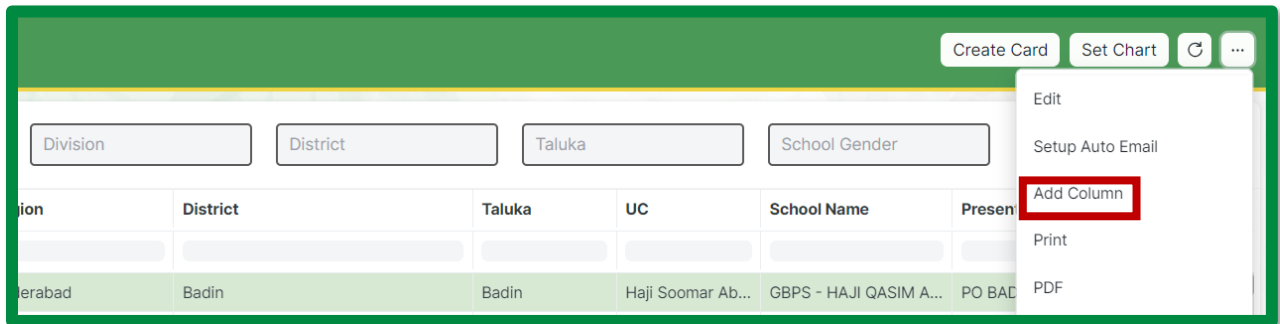 Create Card Set Chart ...
Edit
Division District Taluka School Gender
Setup Auto Email
Add Column
District Taluka UC School Name
Print
Badin Badin Haji Soomar Ab... GBPS - HAJI QASIM A... PO BAD
PDF